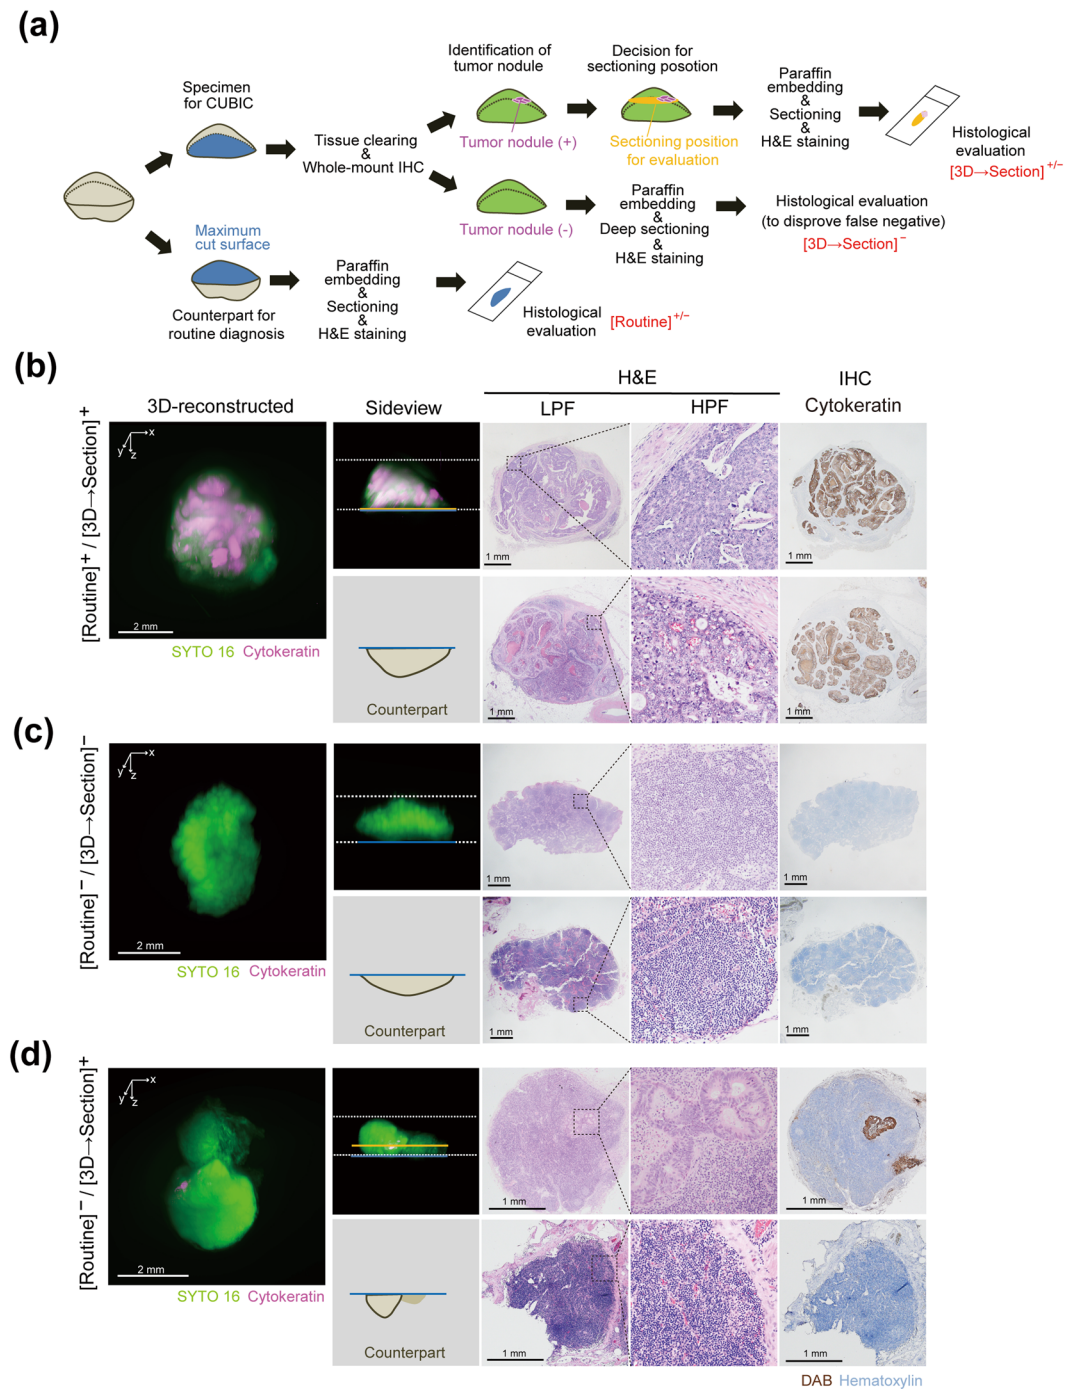 (a)
Specimen
for CUBIC
Tissue clearing
&
Whole-mount IHC
Identification of
tumor nodule
Tumor nodule (+)
Decision for
sectioning posotion
Sectioning position
for evaluation
Paraffin
embedding
&
Sectioning
&
H&E staining
Histological
evaluation
[3D→Section]+/−
Tumor nodule (-)
Paraffin
embedding
&
Deep sectioning
&
H&E staining
Histological evaluation
(to disprove false negative)
[3D→Section]−
Maximum
cut surface
Counterpart for
routine diagnosis
Paraffin
embedding
&
Sectioning
&
H&E staining
Histological
evaluation
[Routine]+/−
(b)
H&E
IHC
3D-reconstructed
Sideview
LPF
HPF
Cytokeratin
[Routine]+ / [3D→Section]+
x
y
z
2 mm
SYTO 16 Cytokeratin
1 mm
1 mm
Counterpart
1 mm
1 mm
(c)
[Routine]− / [3D→Section]−
x
y
z
2 mm
SYTO 16 Cytokeratin
1 mm
1 mm
Counterpart
1 mm
1 mm
(d)
[Routine]− / [3D→Section]+
x
y
z
2 mm
SYTO 16 Cytokeratin
1 mm
1 mm
Counterpart
1 mm
1 mm
DAB Hematoxylin